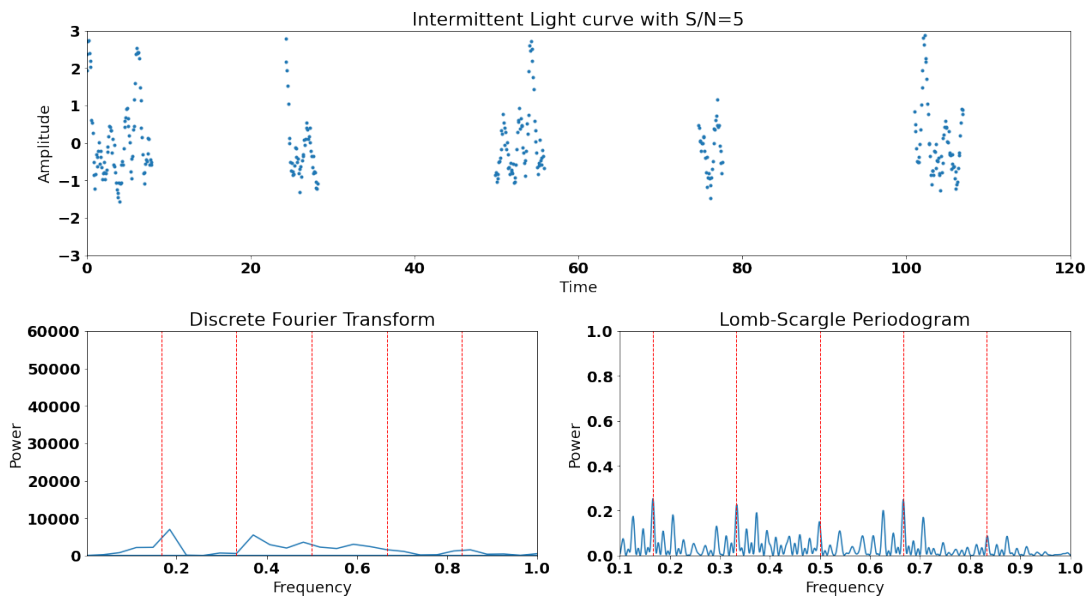 Intermittent Light curve with S/N=5
3
2
1
0
−1
−2
−3
Amplitude
0 20 40 60 80 100 120
Time
Discrete Fourier Transform
60000
50000
40000
30000
20000
10000
0
Power
0.2 0.4 0.6 0.8 1.0
Frequency
Lomb-Scargle Periodogram
1.0
0.8
0.6
0.4
0.2
0.0
Power
0.1 0.2 0.3 0.4 0.5 0.6 0.7 0.8 0.9 1.0
Frequency